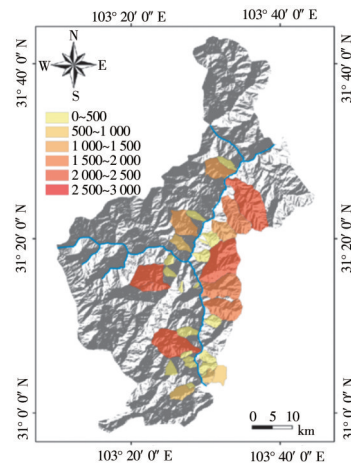 103° 20′ 0″ E 103° 40′ 0″ E
31° 40′ 0″ N
31° 20′ 0″ N
31° 0′ 0″ N
N
W E
S
0~500
500~1 000
1 000~1 500
1 500~2 000
2 000~2 500
2 500~3 000
31° 40′ 0″ N
31° 20′ 0″ N
31° 0′ 0″ N
0 5 10
km
103° 20′ 0″ E 103° 40′ 0″ E